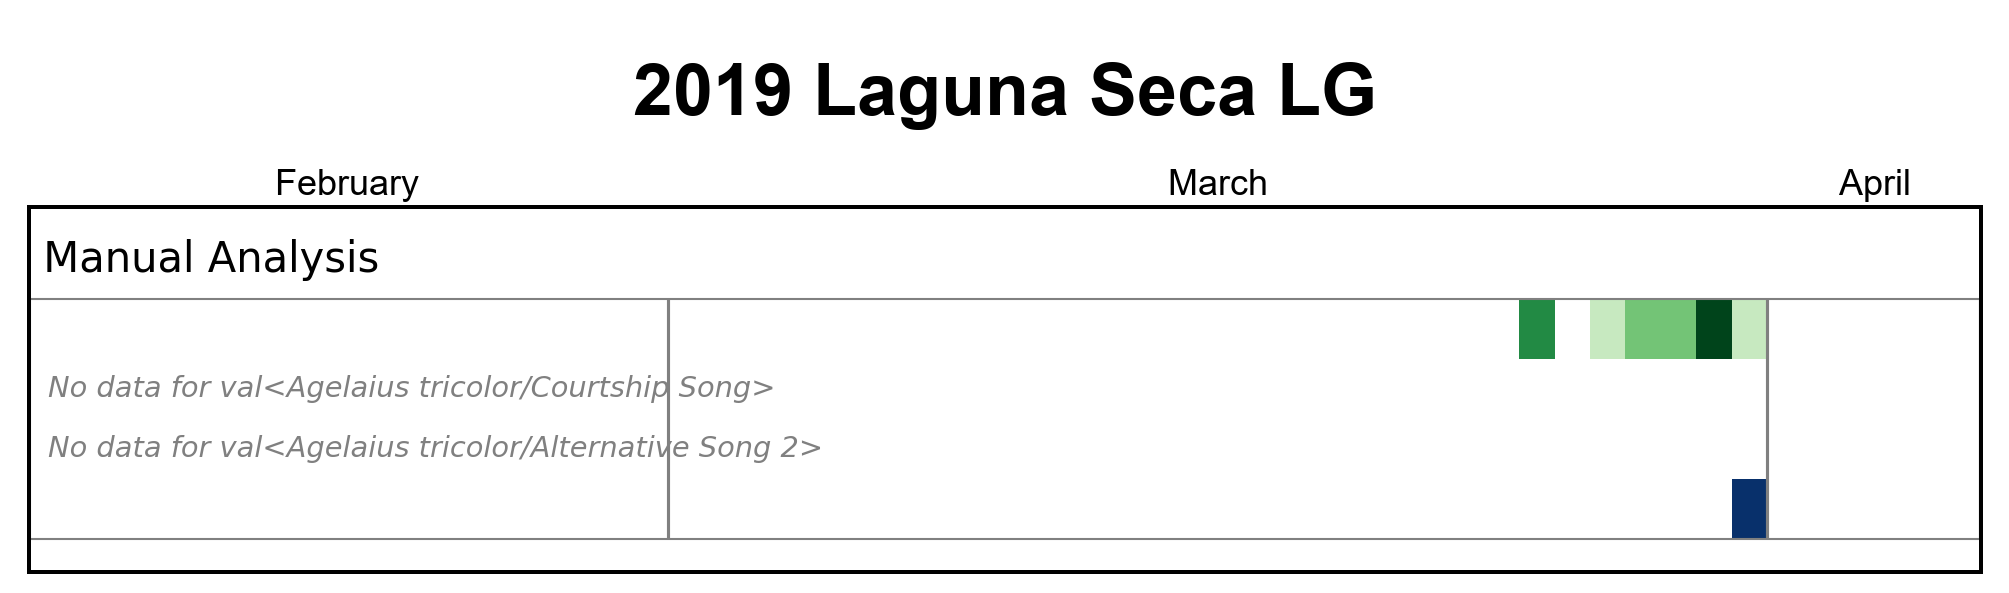 2019 Laguna Seca LG
February March April
Manual Analysis
No data for val<Agelaius tricolor/Courtship Song>
No data for val<Agelaius tricolor/Alternative Song 2>